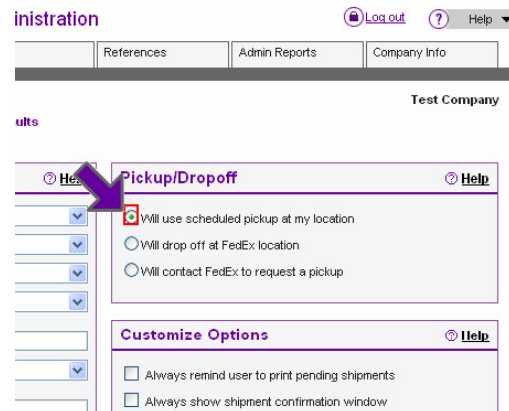 inistration
Log out
? Help
References
Admin Reports
Company Info
Test Company
ults
? Help
Pickup/Dropoff
? Help
Will use scheduled pickup at my location
Will drop off at FedEx location
Will contact FedEx to request a pickup
Customize Options
? Help
Always remind user to print pending shipments
Always show shipment confirmation window